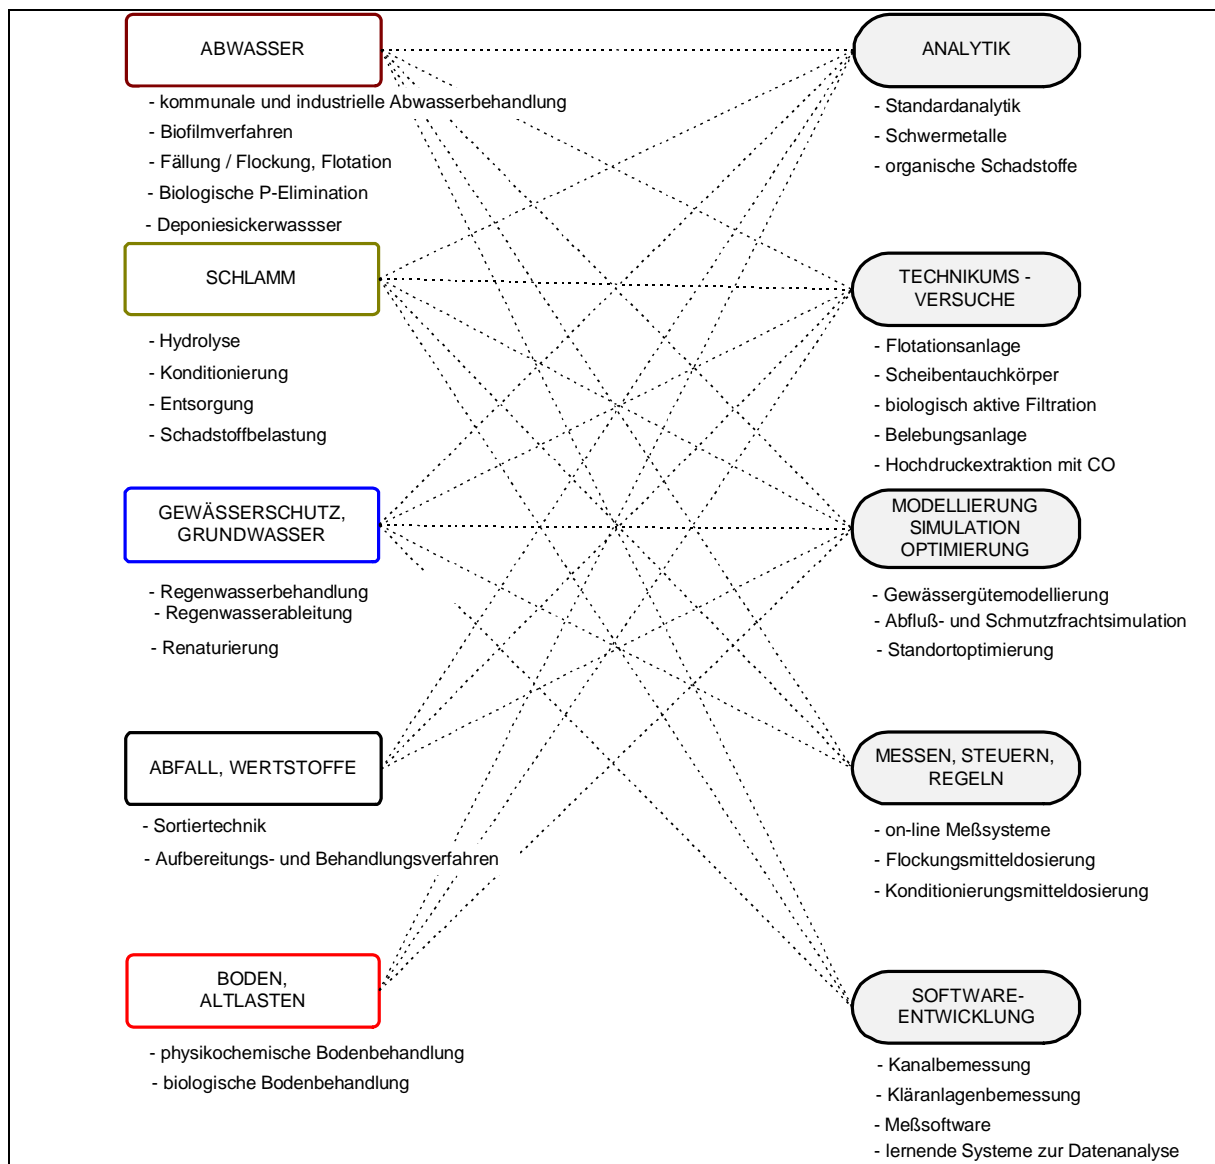 ABWASSER
- kommunale und industrielle Abwasserbehandlung
- Biofilmverfahren
- Fällung / Flockung, Flotation
- Biologische P-Elimination
- Deponiesickerwassser
SCHLAMM
- Hydrolyse
- Konditionierung
- Entsorgung
- Schadstoffbelastung
GEWÄSSERSCHUTZ,
GRUNDWASSER
- Regenwasserbehandlung
- Regenwasserableitung
- Renaturierung
ABFALL, WERTSTOFFE
- Sortiertechnik
- Aufbereitungs- und Behandlungsverfahren
BODEN,
ALTLASTEN
- physikochemische Bodenbehandlung
- biologische Bodenbehandlung
ANALYTIK
- Standardanalytik
- Schwermetalle
- organische Schadstoffe
TECHNIKUMS -
VERSUCHE
- Flotationsanlage
- Scheibentauchkörper
- biologisch aktive Filtration
- Belebungsanlage
- Hochdruckextraktion mit CO
MODELLIERUNG
SIMULATION
OPTIMIERUNG
- Gewässergütemodellierung
- Abfluß- und Schmutzfrachtsimulation
- Standortoptimierung
MESSEN, STEUERN,
REGELN
- on-line Meßsysteme
- Flockungsmitteldosierung
- Konditionierungsmitteldosierung
SOFTWARE-
ENTWICKLUNG
- Kanalbemessung
- Kläranlagenbemessung
- Meßsoftware
- lernende Systeme zur Datenanalyse